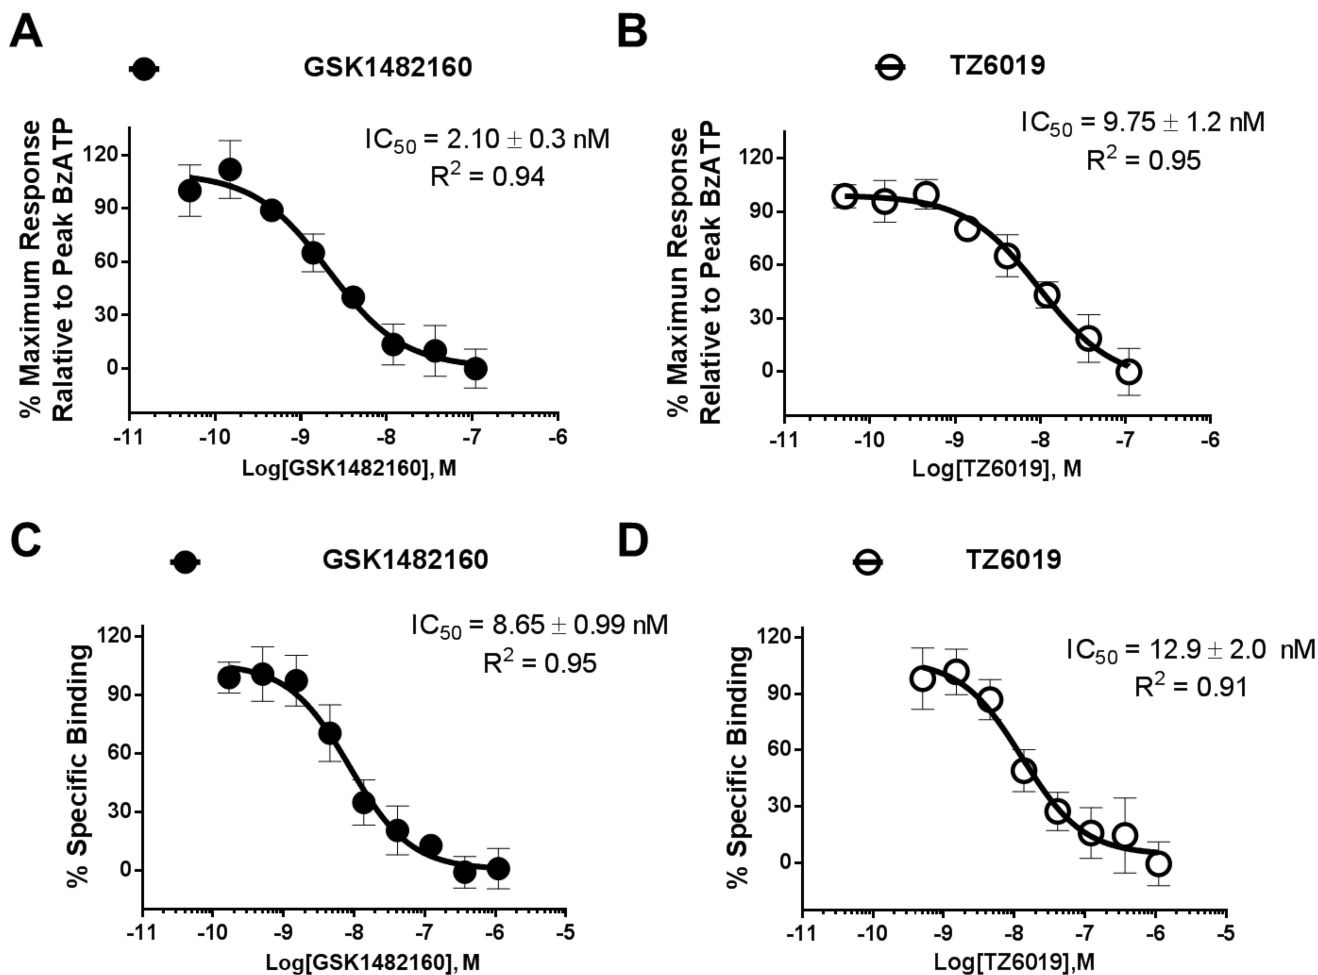 A
GSK1482160
IC50 = 2.10 ± 0.3 nM
R2 = 0.94
% Maximum Response
Ralative to Peak BzATP
120
90
60
30
0
-11 -10 -9 -8 -7 -6
Log[GSK1482160], M
B
TZ6019
IC50 = 9.75 ± 1.2 nM
R2 = 0.95
% Maximun Response
Relative to Peak BzATP
120
90
60
30
0
-11 -10 -9 -8 -7 -6
Log[TZ6019], M
C
GSK1482160
IC50 = 8.65 ± 0.99 nM
R2 = 0.95
% Specific Binding
120
90
60
30
0
-11 -10 -9 -8 -7 -6 -5
Log[GSK1482160], M
D
TZ6019
IC50 = 12.9 ± 2.0 nM
R2 = 0.91
% Specific Binding
120
90
60
30
0
-11 -10 -9 -8 -7 -6 -5
Log[TZ6019],M